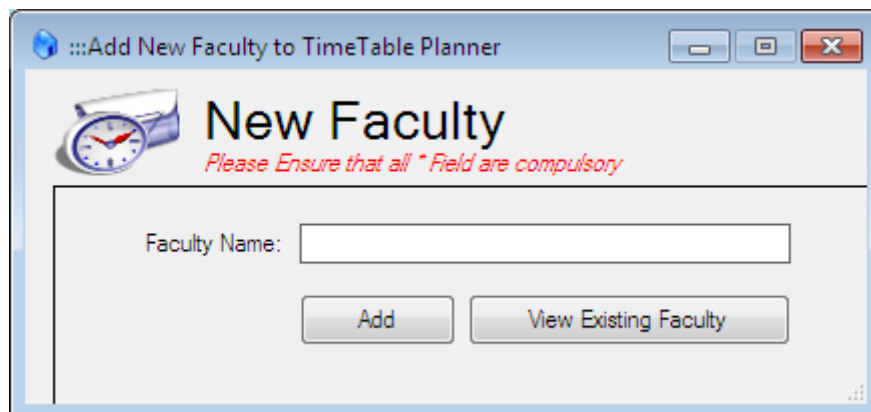 :::Add New Faculty to TimeTable Planner
New Faculty
Please Ensure that all * Field are compulsory
Faculty Name:
Add View Existing Faculty